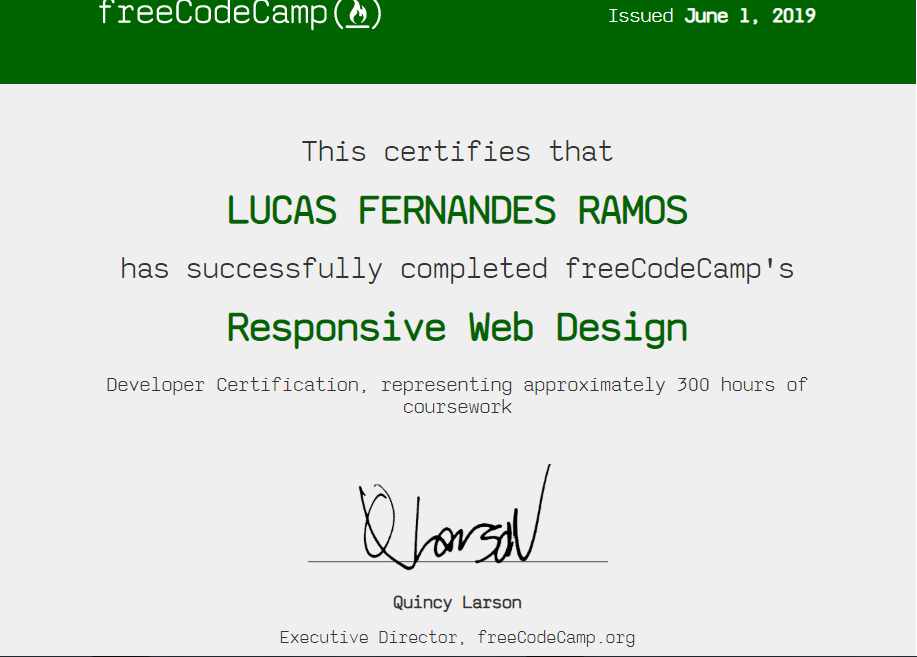 freeCodeCamp(🔥)
Issued June 1, 2019
This certifies that
LUCAS FERNANDES RAMOS
has successfully completed freeCodeCamp's
Responsive Web Design
Developer Certification, representing approximately 300 hours of
coursework
Q Larson
Quincy Larson
Executive Director, freeCodeCamp.org